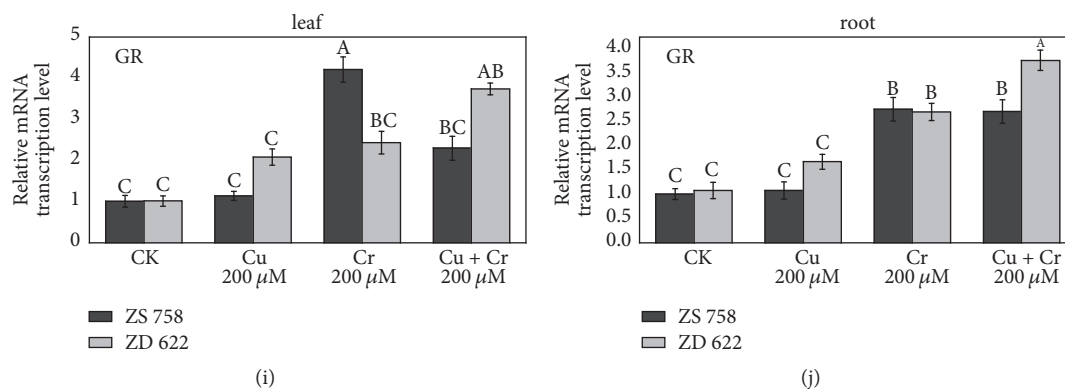 leaf
GR
Relative mRNA
transcription level
5
4
3
2
1
0
C C
C C
A BC
BC AB
CK
Cu
200 µM
Cr
200 µM
Cu + Cr
200 µM
ZS 758
ZD 622
(i)
root
GR
Relative mRNA
transcription level
4.0
3.5
3.0
2.5
2.0
1.5
1.0
0.5
0.0
C C
C C
B B
B A
CK
Cu
200 µM
Cr
200 µM
Cu + Cr
200 µM
ZS 758
ZD 622
(j)